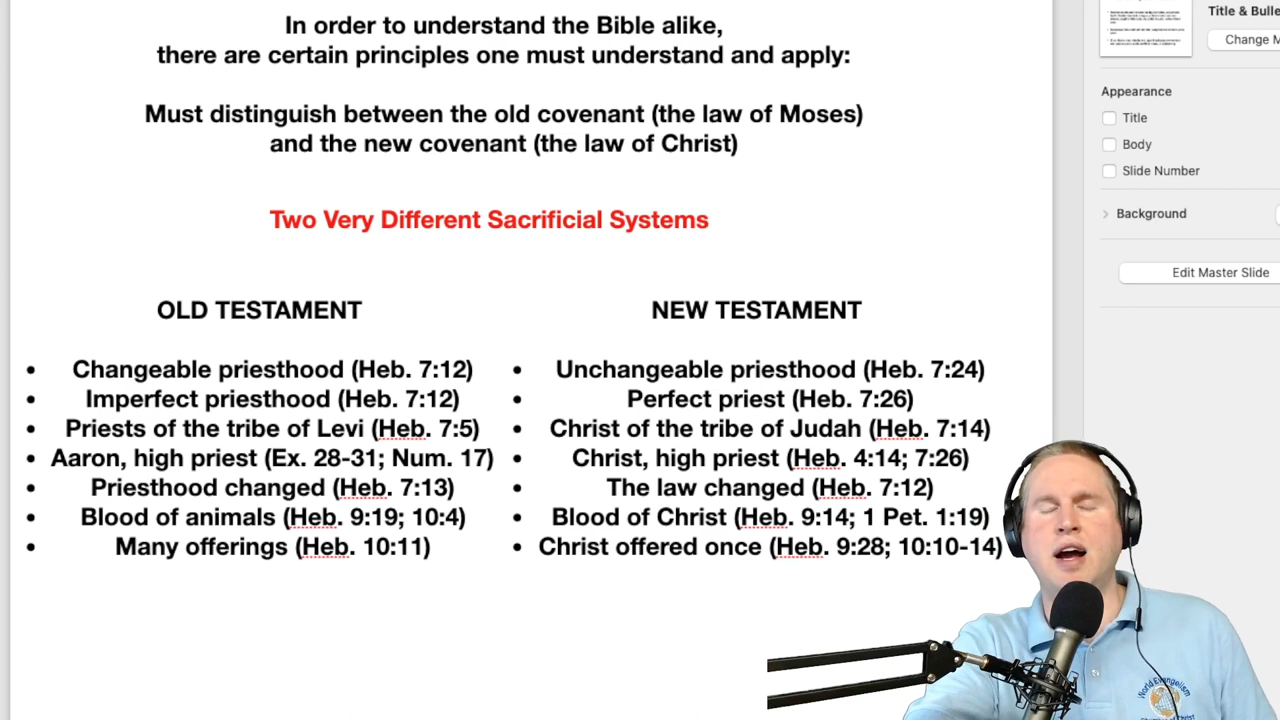 In order to understand the Bible alike,
there are certain principles one must understand and apply:
Must distinguish between the old covenant (the law of Moses)
and the new covenant (the law of Christ)
Two Very Different Sacrificial Systems
OLD TESTAMENT
• Changeable priesthood (Heb. 7:12)
• Imperfect priesthood (Heb. 7:12)
• Priests of the tribe of Levi (Heb. 7:5)
• Aaron, high priest (Ex. 28-31; Num. 17)
• Priesthood changed (Heb. 7:13)
• Blood of animals (Heb. 9:19; 10:4)
• Many offerings (Heb. 10:11)
NEW TESTAMENT
• Unchangeable priesthood (Heb. 7:24)
• Perfect priest (Heb. 7:26)
• Christ of the tribe of Judah (Heb. 7:14)
• Christ, high priest (Heb. 4:14; 7:26)
• The law changed (Heb. 7:12)
• Blood of Christ (Heb. 9:14; 1 Pet. 1:19)
• Christ offered once (Heb. 9:28; 10:10-14)
Title & Bulle
Change M
Appearance
Title
Body
Slide Number
Background
Edit Master Slide
World Evangelism
of Christ